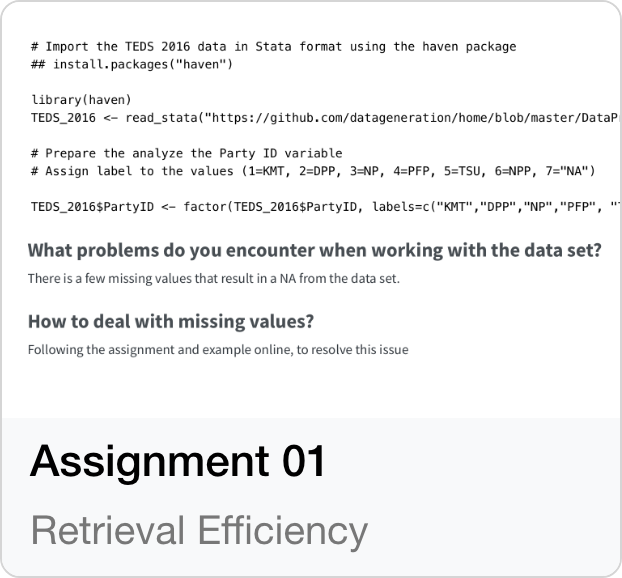 # Import the TEDS 2016 data in Stata format using the haven package
## install.packages("haven")
library(haven)
TEDS_2016 <- read_stata("https://github.com/datageneration/home/blob/master/DataP
# Prepare the analyze the Party ID variable
# Assign label to the values (1=KMT, 2=DPP, 3=NP, 4=PFP, 5=TSU, 6=NPP, 7="NA")
TEDS_2016$PartyID <- factor(TEDS_2016$PartyID, labels=c("KMT","DPP","NP","PFP", "
What problems do you encounter when working with the data set?
There is a few missing values that result in a NA from the data set.
How to deal with missing values?
Following the assignment and example online, to resolve this issue
Assignment 01
Retrieval Efficiency